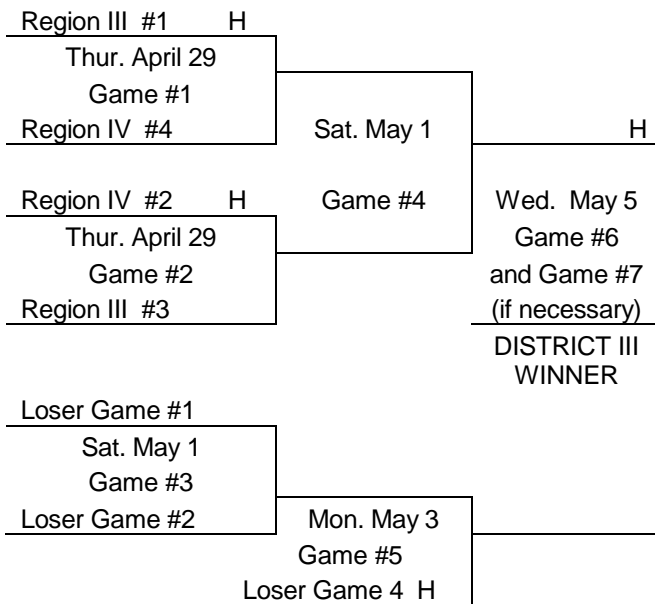 Region III #1 H
Thur. April 29
Game #1
Region IV #4
Sat. May 1
H
Region IV #2 H
Game #4
Wed. May 5
Thur. April 29
Game #6
Game #2
and Game #7
Region III #3
(if necessary)
DISTRICT III
WINNER
Loser Game #1
Sat. May 1
Game #3
Loser Game #2
Mon. May 3
Game #5
Loser Game 4 H